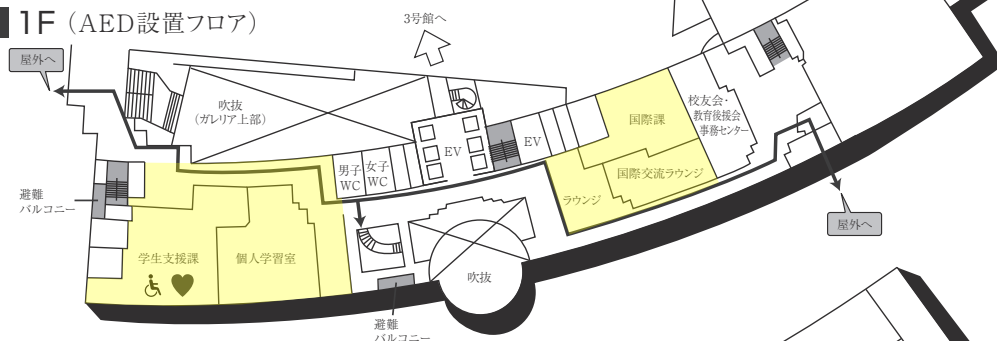 1F（AED設置フロア）
3号館へ
屋外へ
吹抜
（ガレリア上部）
国際課
校友会・
教育後援会
事務センター
EV
EV
男子
WC
女子
WC
国際交流ラウンジ
ラウンジ
避難
バルコニー
屋外へ
学生支援課
個人学習室
吹抜
避難
バルコニー